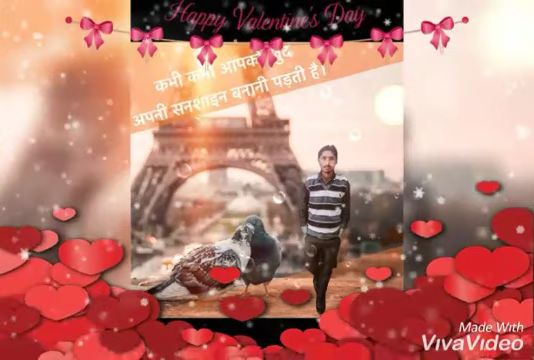 Happy Valentine's Day
कभी कभी आपको खुद
अपनी सनशाइन बनानी पड़ती है।
Made With
VivaVideo